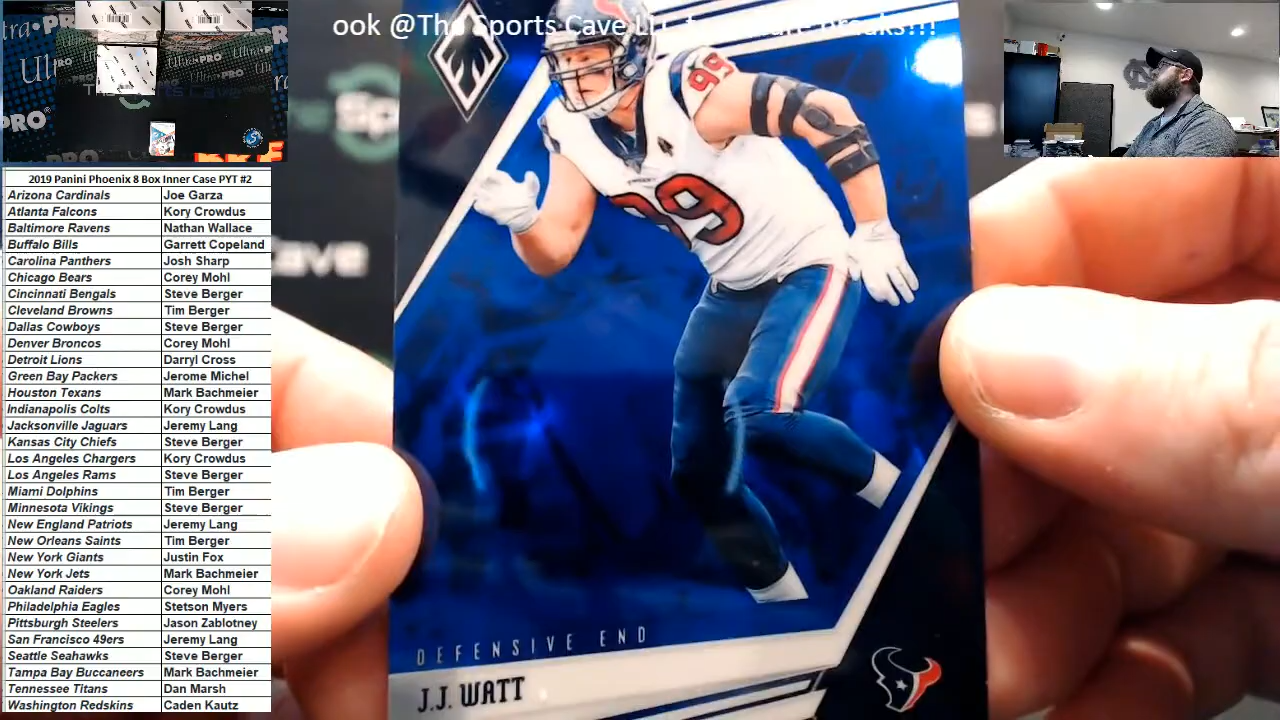 ook @The Sports Cave LLC
PRO
Ultra
PRO
2019 Panini Phoenix 8 Box Inner Case PYT #2
Arizona Cardinals Joe Garza
Atlanta Falcons Kory Crowdus
Baltimore Ravens Nathan Wallace
Buffalo Bills Garrett Copeland
Carolina Panthers Josh Sharp
Chicago Bears Corey Mohl
Cincinnati Bengals Steve Berger
Cleveland Browns Tim Berger
Dallas Cowboys Steve Berger
Denver Broncos Corey Mohl
Detroit Lions Darryl Cross
Green Bay Packers Jerome Michel
Houston Texans Mark Bachmeier
Indianapolis Colts Kory Crowdus
Jacksonville Jaguars Jeremy Lang
Kansas City Chiefs Steve Berger
Los Angeles Chargers Kory Crowdus
Los Angeles Rams Steve Berger
Miami Dolphins Tim Berger
Minnesota Vikings Steve Berger
New England Patriots Jeremy Lang
New Orleans Saints Tim Berger
New York Giants Justin Fox
New York Jets Mark Bachmeier
Oakland Raiders Corey Mohl
Philadelphia Eagles Stetson Myers
Pittsburgh Steelers Jason Zablotney
San Francisco 49ers Jeremy Lang
Seattle Seahawks Steve Berger
Tampa Bay Buccaneers Mark Bachmeier
Tennessee Titans Dan Marsh
Washington Redskins Caden Kautz
99
99
DEFENSIVE END
J.J. WATT